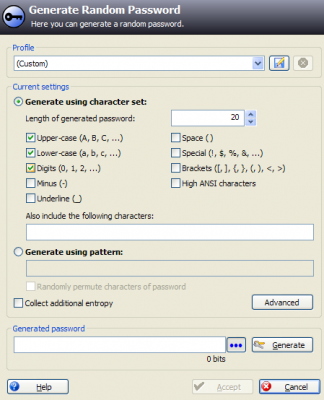 Generate Random Password
Here you can generate a random password.
Profile
(Custom)
Current settings
Generate using character set:
Length of generated password: 20
Upper-case (A, B, C, ...) Space ( )
Lower-case (a, b, c, ...) Special (!, $, %, &, ...)
Digits (0, 1, 2, ...) Brackets ([, ], {, }, (, ), <, >)
Minus (-) High ANSI characters
Underline (_)
Also include the following characters:
Generate using pattern:
Randomly permute characters of password
Collect additional entropy Advanced
Generated password
Generate
0 bits
Help Accept Cancel